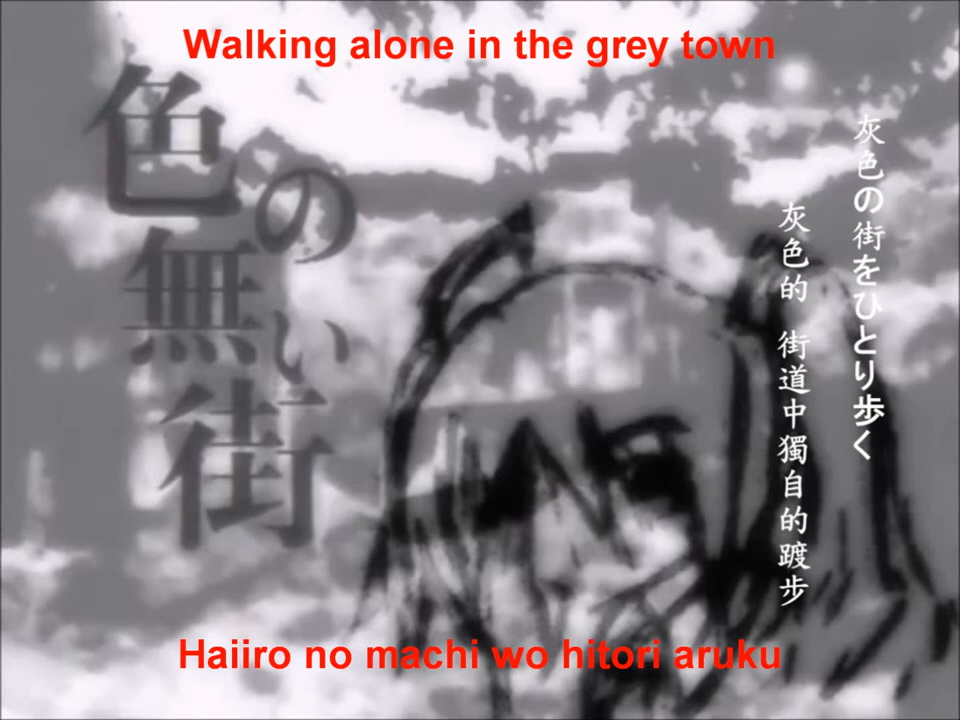 Walking alone in the grey town
色の
無い
街
灰色の街をひとり歩く
灰色的 街道中獨自的踱步
Haiiro no machi wo hitori aruku